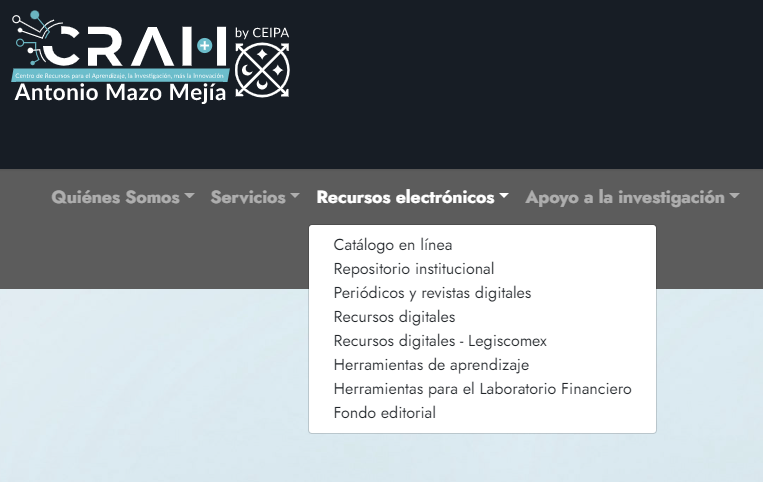 CRAI+I
by CEIPA
Centro de Recursos para el Aprendizaje, la Investigación, más la Innovación
Antonio Mazo Mejía
Quiénes Somos
Servicios
Recursos electrónicos
Apoyo a la investigación
Catálogo en línea
Repositorio institucional
Periódicos y revistas digitales
Recursos digitales
Recursos digitales - Legiscomex
Herramientas de aprendizaje
Herramientas para el Laboratorio Financiero
Fondo editorial